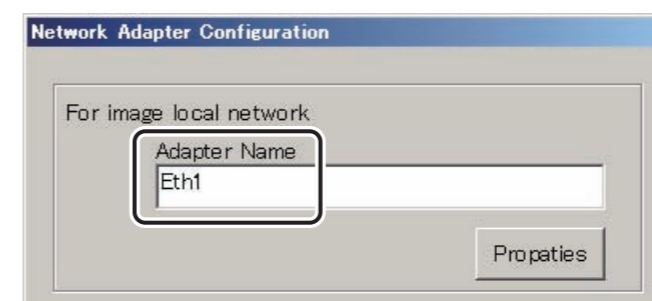 Network Adapter Configuration
For image local network
Adapter Name
Eth1
Propaties